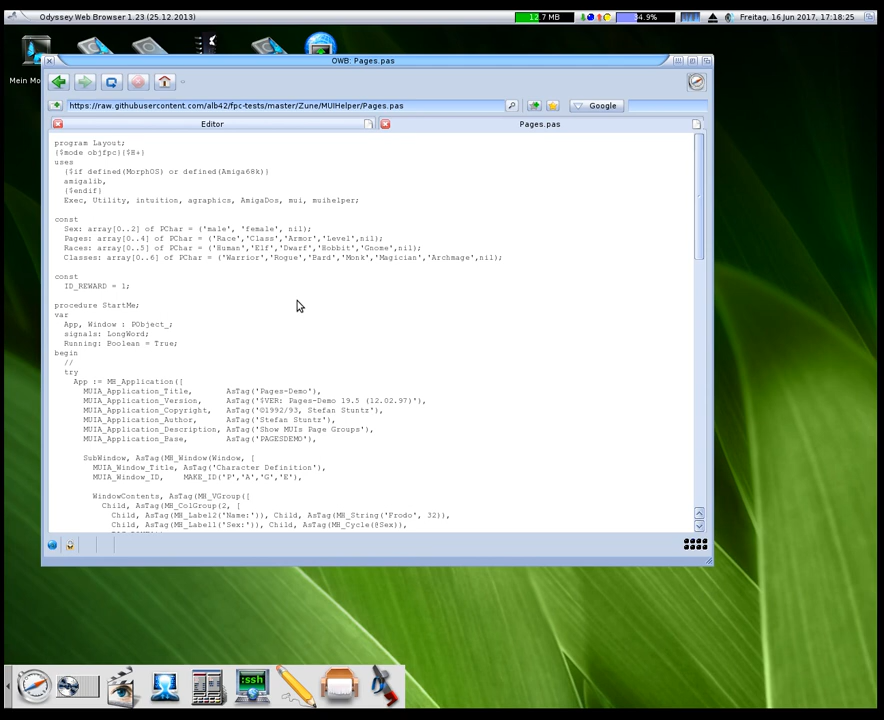 Odyssey Web Browser 1.23 (25.12.2013)
12.7 MB
34.9%
Freitag, 16 Jun 2017, 17:18:25
Mein Mo
OWB: Pages.pas
https://raw.githubusercontent.com/alb42/fpc-tests/master/Zune/MUIHelper/Pages.pas
Google
Editor
Pages.pas
program Layout;
{$mode objfpc}{$H+}
uses
{$if defined(MorphOS) or defined(Amiga68k)}
amigalib,
{$endif}
Exec, Utility, intuition, agraphics, AmigaDos, mui, muihelper;
const
Sex: array[0..2] of PChar = ('male', 'female', nil);
Pages: array[0..4] of PChar = ('Race','Class','Armor','Level',nil);
Races: array[0..5] of PChar = ('Human','Elf','Dwarf','Hobbit','Gnome',nil);
Classes: array[0..6] of PChar = ('Warrior','Rogue','Bard','Monk','Magician','Archmage',nil);
const
ID_REWARD = 1;
procedure StartMe;
var
App, Window : PObject_;
signals: LongWord;
Running: Boolean = True;
begin
//
try
App := MH_Application([
MUIA_Application_Title, AsTag('Pages-Demo'),
MUIA_Application_Version, AsTag('$VER: Pages-Demo 19.5 (12.02.97)'),
MUIA_Application_Copyright, AsTag('©1992/93, Stefan Stuntz'),
MUIA_Application_Author, AsTag('Stefan Stuntz'),
MUIA_Application_Description, AsTag('Show MUIs Page Groups'),
MUIA_Application_Base, AsTag('PAGESDEMO'),
SubWindow, AsTag(MH_Window(Window, [
MUIA_Window_Title, AsTag('Character Definition'),
MUIA_Window_ID, MAKE_ID('P','A','G','E'),
WindowContents, AsTag(MH_VGroup([
Child, AsTag(MH_ColGroup(2, [
Child, AsTag(MH_Label2('Name:')), Child, AsTag(MH_String('Frodo', 32)),
Child, AsTag(MH_Label1('Sex:')), Child, AsTag(MH_Cycle(@Sex)),
:ssh